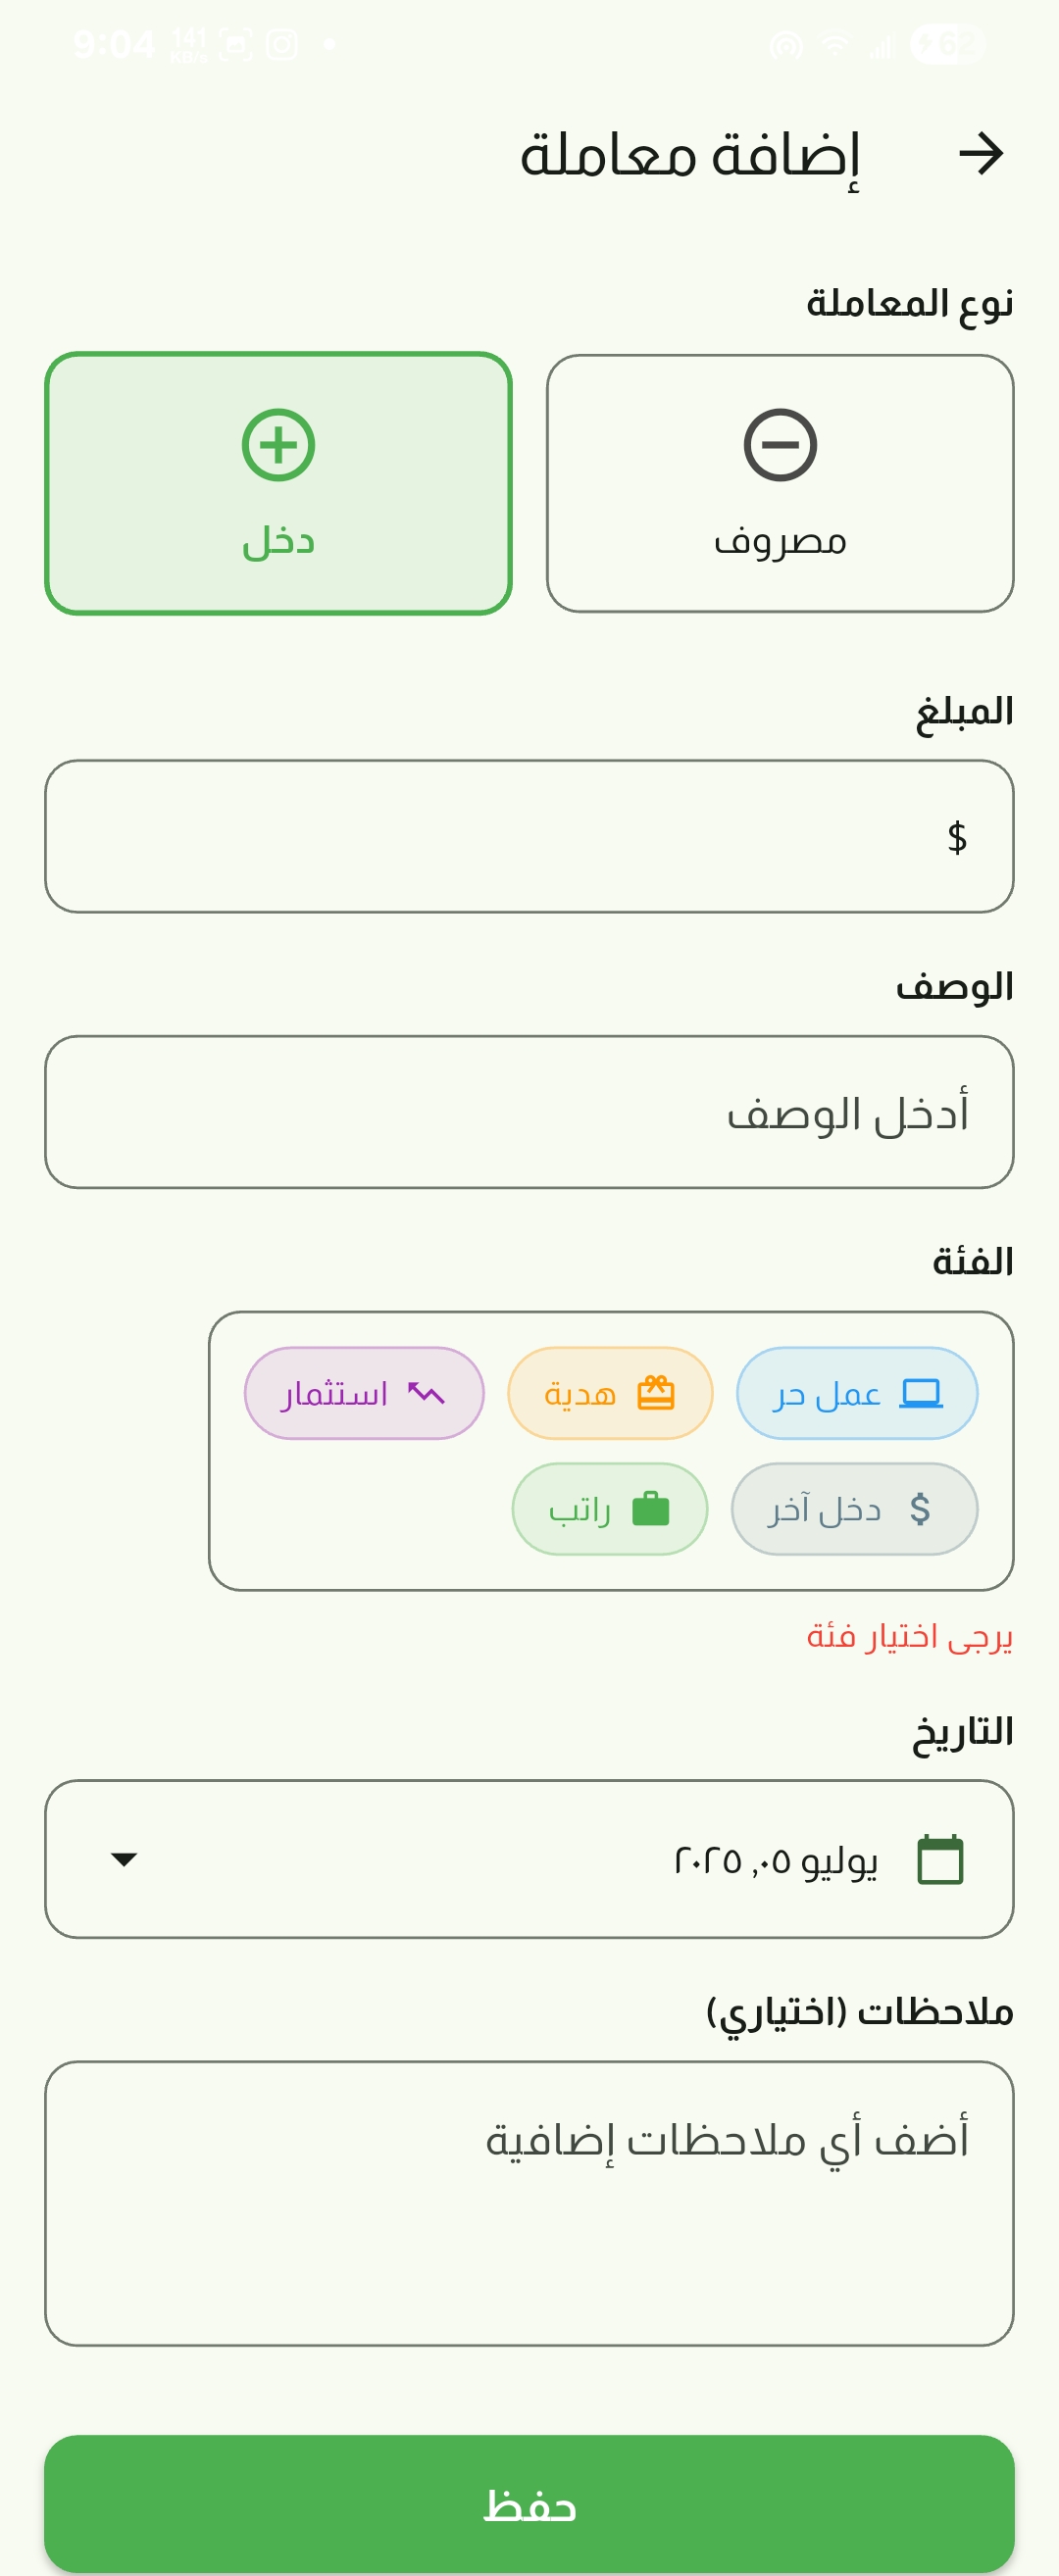 9:04 141 KB/s 62
إضافة معاملة
نوع المعاملة
مصروف
دخل
المبلغ
$
الوصف
أدخل الوصف
الفئة
عمل حر
هدية
استثمار
دخل آخر
راتب
يرجى اختيار فئة
التاريخ
يوليو ٠٥, ٢٠٢٥
ملاحظات (اختياري)
أضف أي ملاحظات إضافية
حفظ